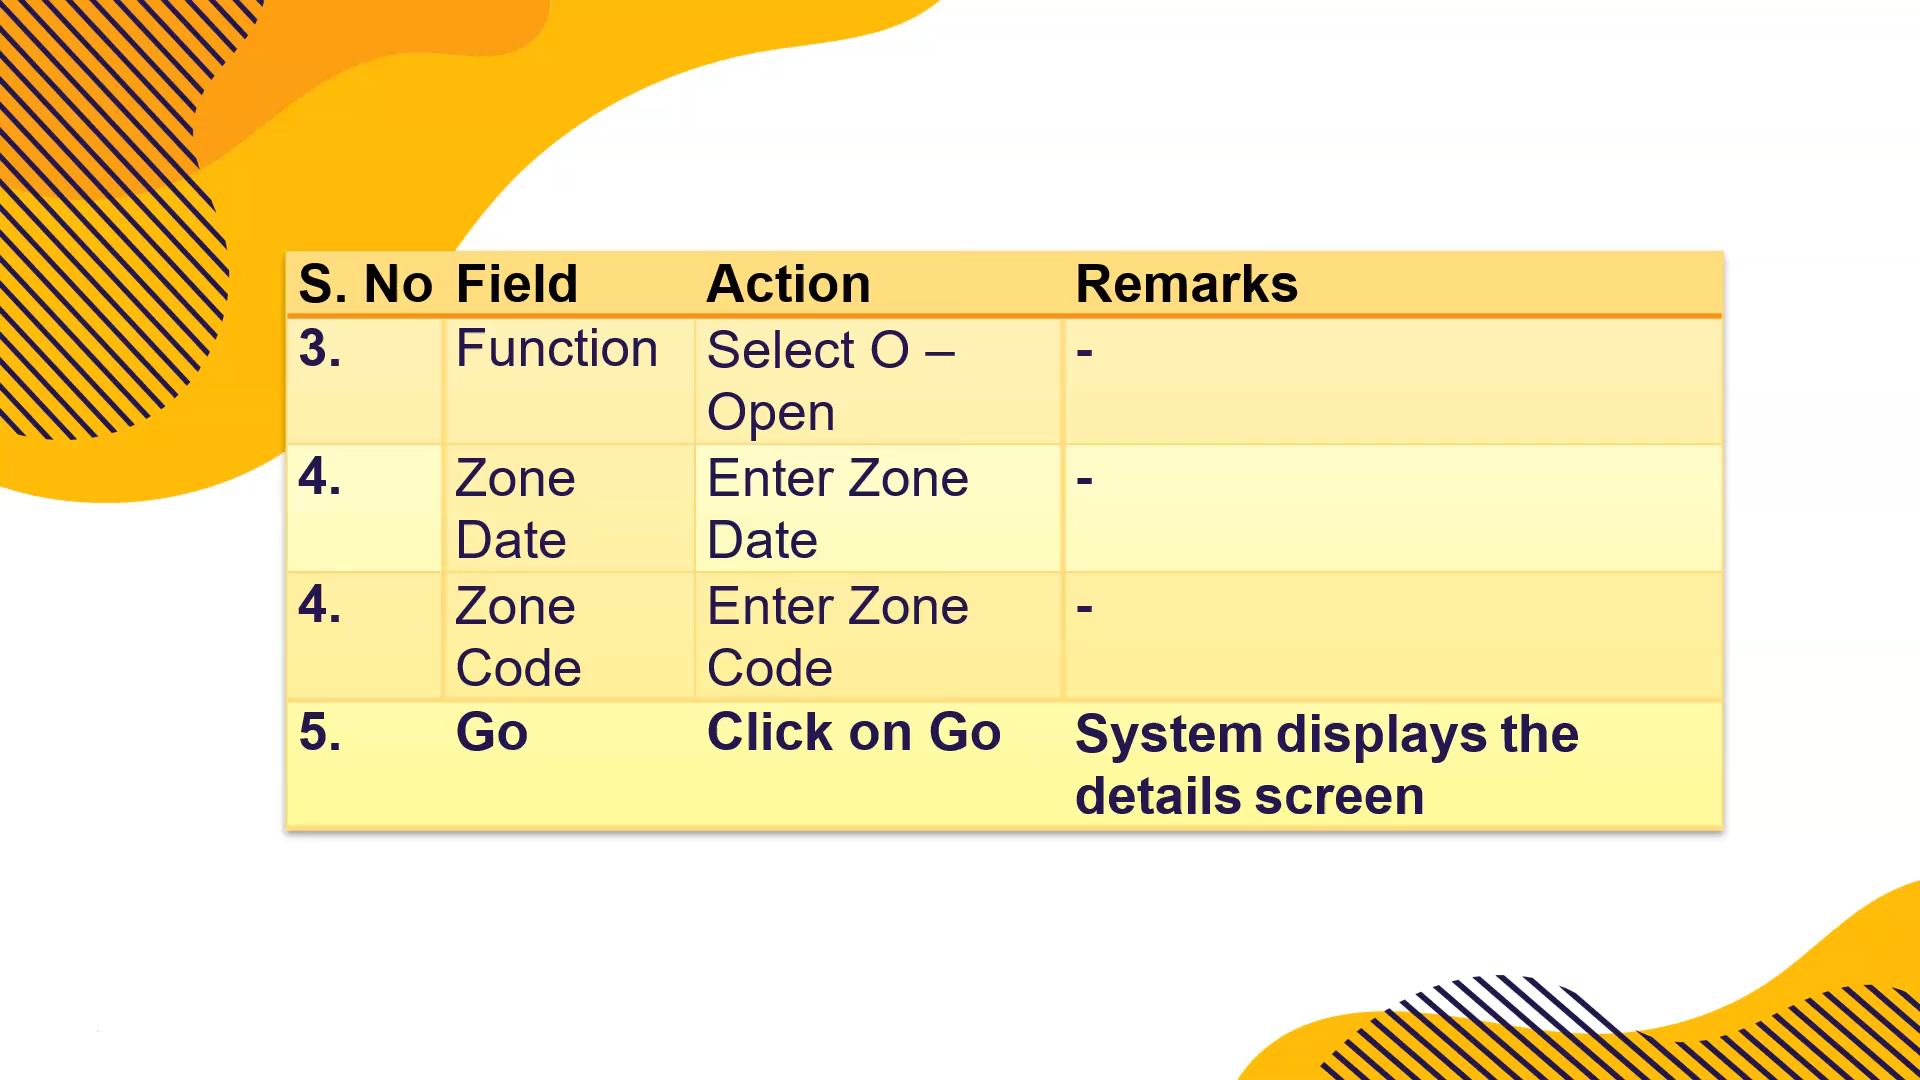 S. No Field Action Remarks
3. Function Select O –
Open -
4. Zone
Date Enter Zone
Date -
4. Zone
Code Enter Zone
Code -
5. Go Click on Go System displays the
details screen